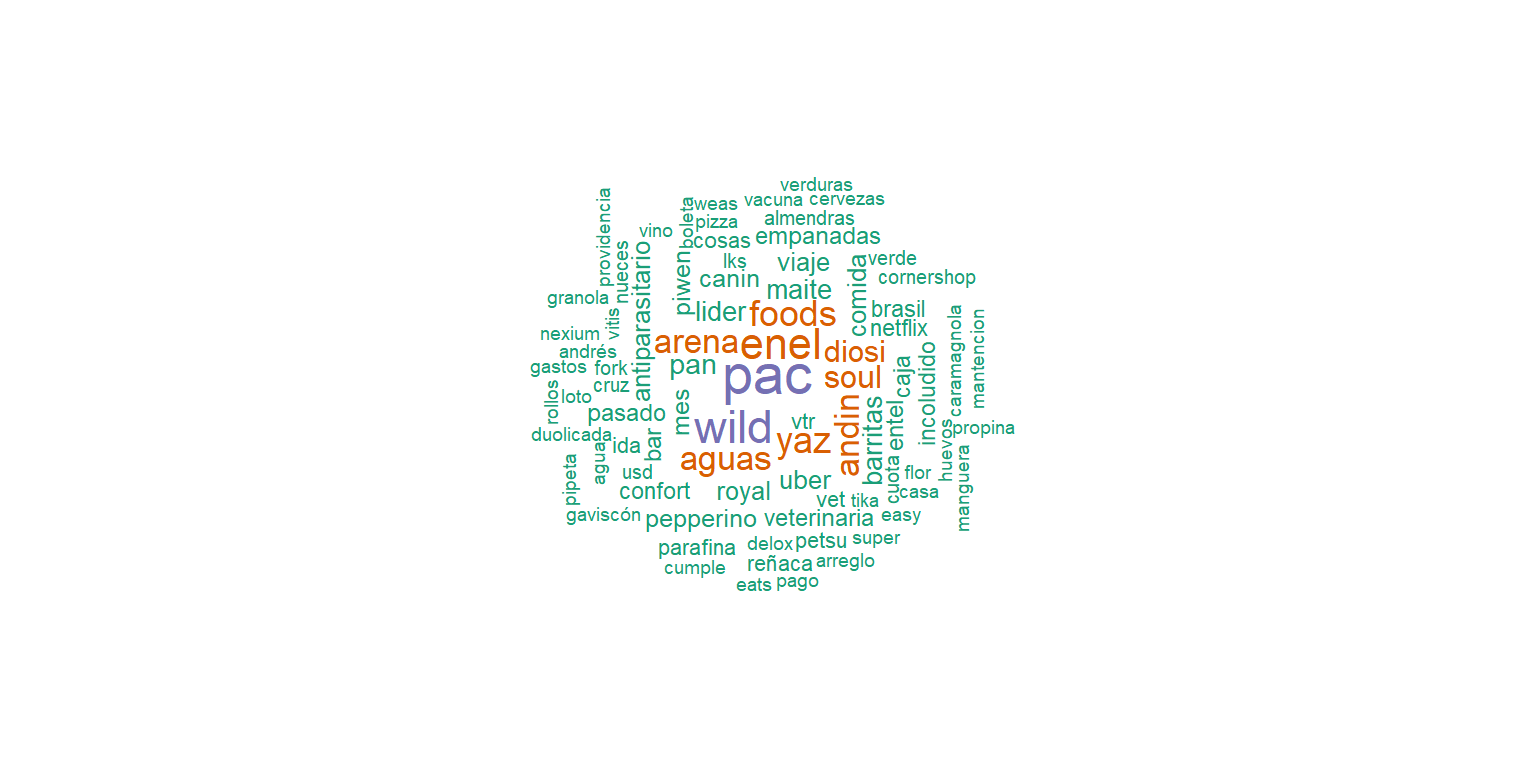 verduras
providencia
weas
vacuna
cervezas
boleta
pizza
almendras
vino
cosas
empanadas
nueces
antiparasitario
piwen
lks
viaje
comida
verde
canin
cornershop
granola
maite
vitis
lider
foods
brasil
caramagnola
mantencion
nexium
arena
enel
netflix
andrés
diosi
incoludido
gastos
fork
pan
pac
soul
caja
rollos
cruz
loto
mes
andin
barritas
entel
pasado
wild
vtr
yaz
huevos
propina
duolicada
ida
bar
agua
aguas
manguera
pipeta
usd
uber
cuota
flor
confort
royal
vet
tika
casa
gaviscón
pepperino
veterinaria
easy
parafina
delox
petsu
super
cumple
reñaca
arreglo
eats
pago